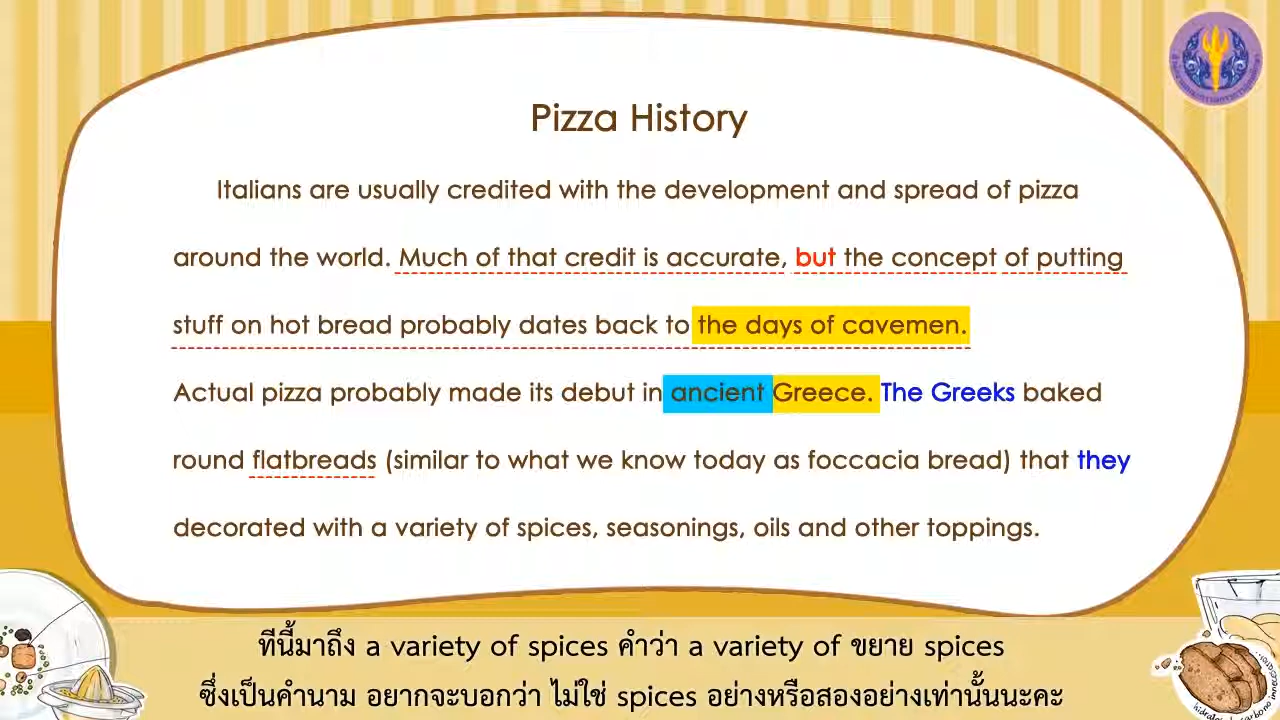 Pizza History
Italians are usually credited with the development and spread of pizza
around the world. Much of that credit is accurate, but the concept of putting
stuff on hot bread probably dates back to the days of cavemen.
Actual pizza probably made its debut in ancient Greece. The Greeks baked
round flatbreads (similar to what we know today as foccacia bread) that they
decorated with a variety of spices, seasonings, oils and other toppings.
ทีนี้มาถึง a variety of spices คำว่า a variety of ขยาย spices
ซึ่งเป็นคำนาม อยากจะบอกว่า ไม่ใช่ spices อย่างหรือสองอย่างเท่านั้นนะคะ